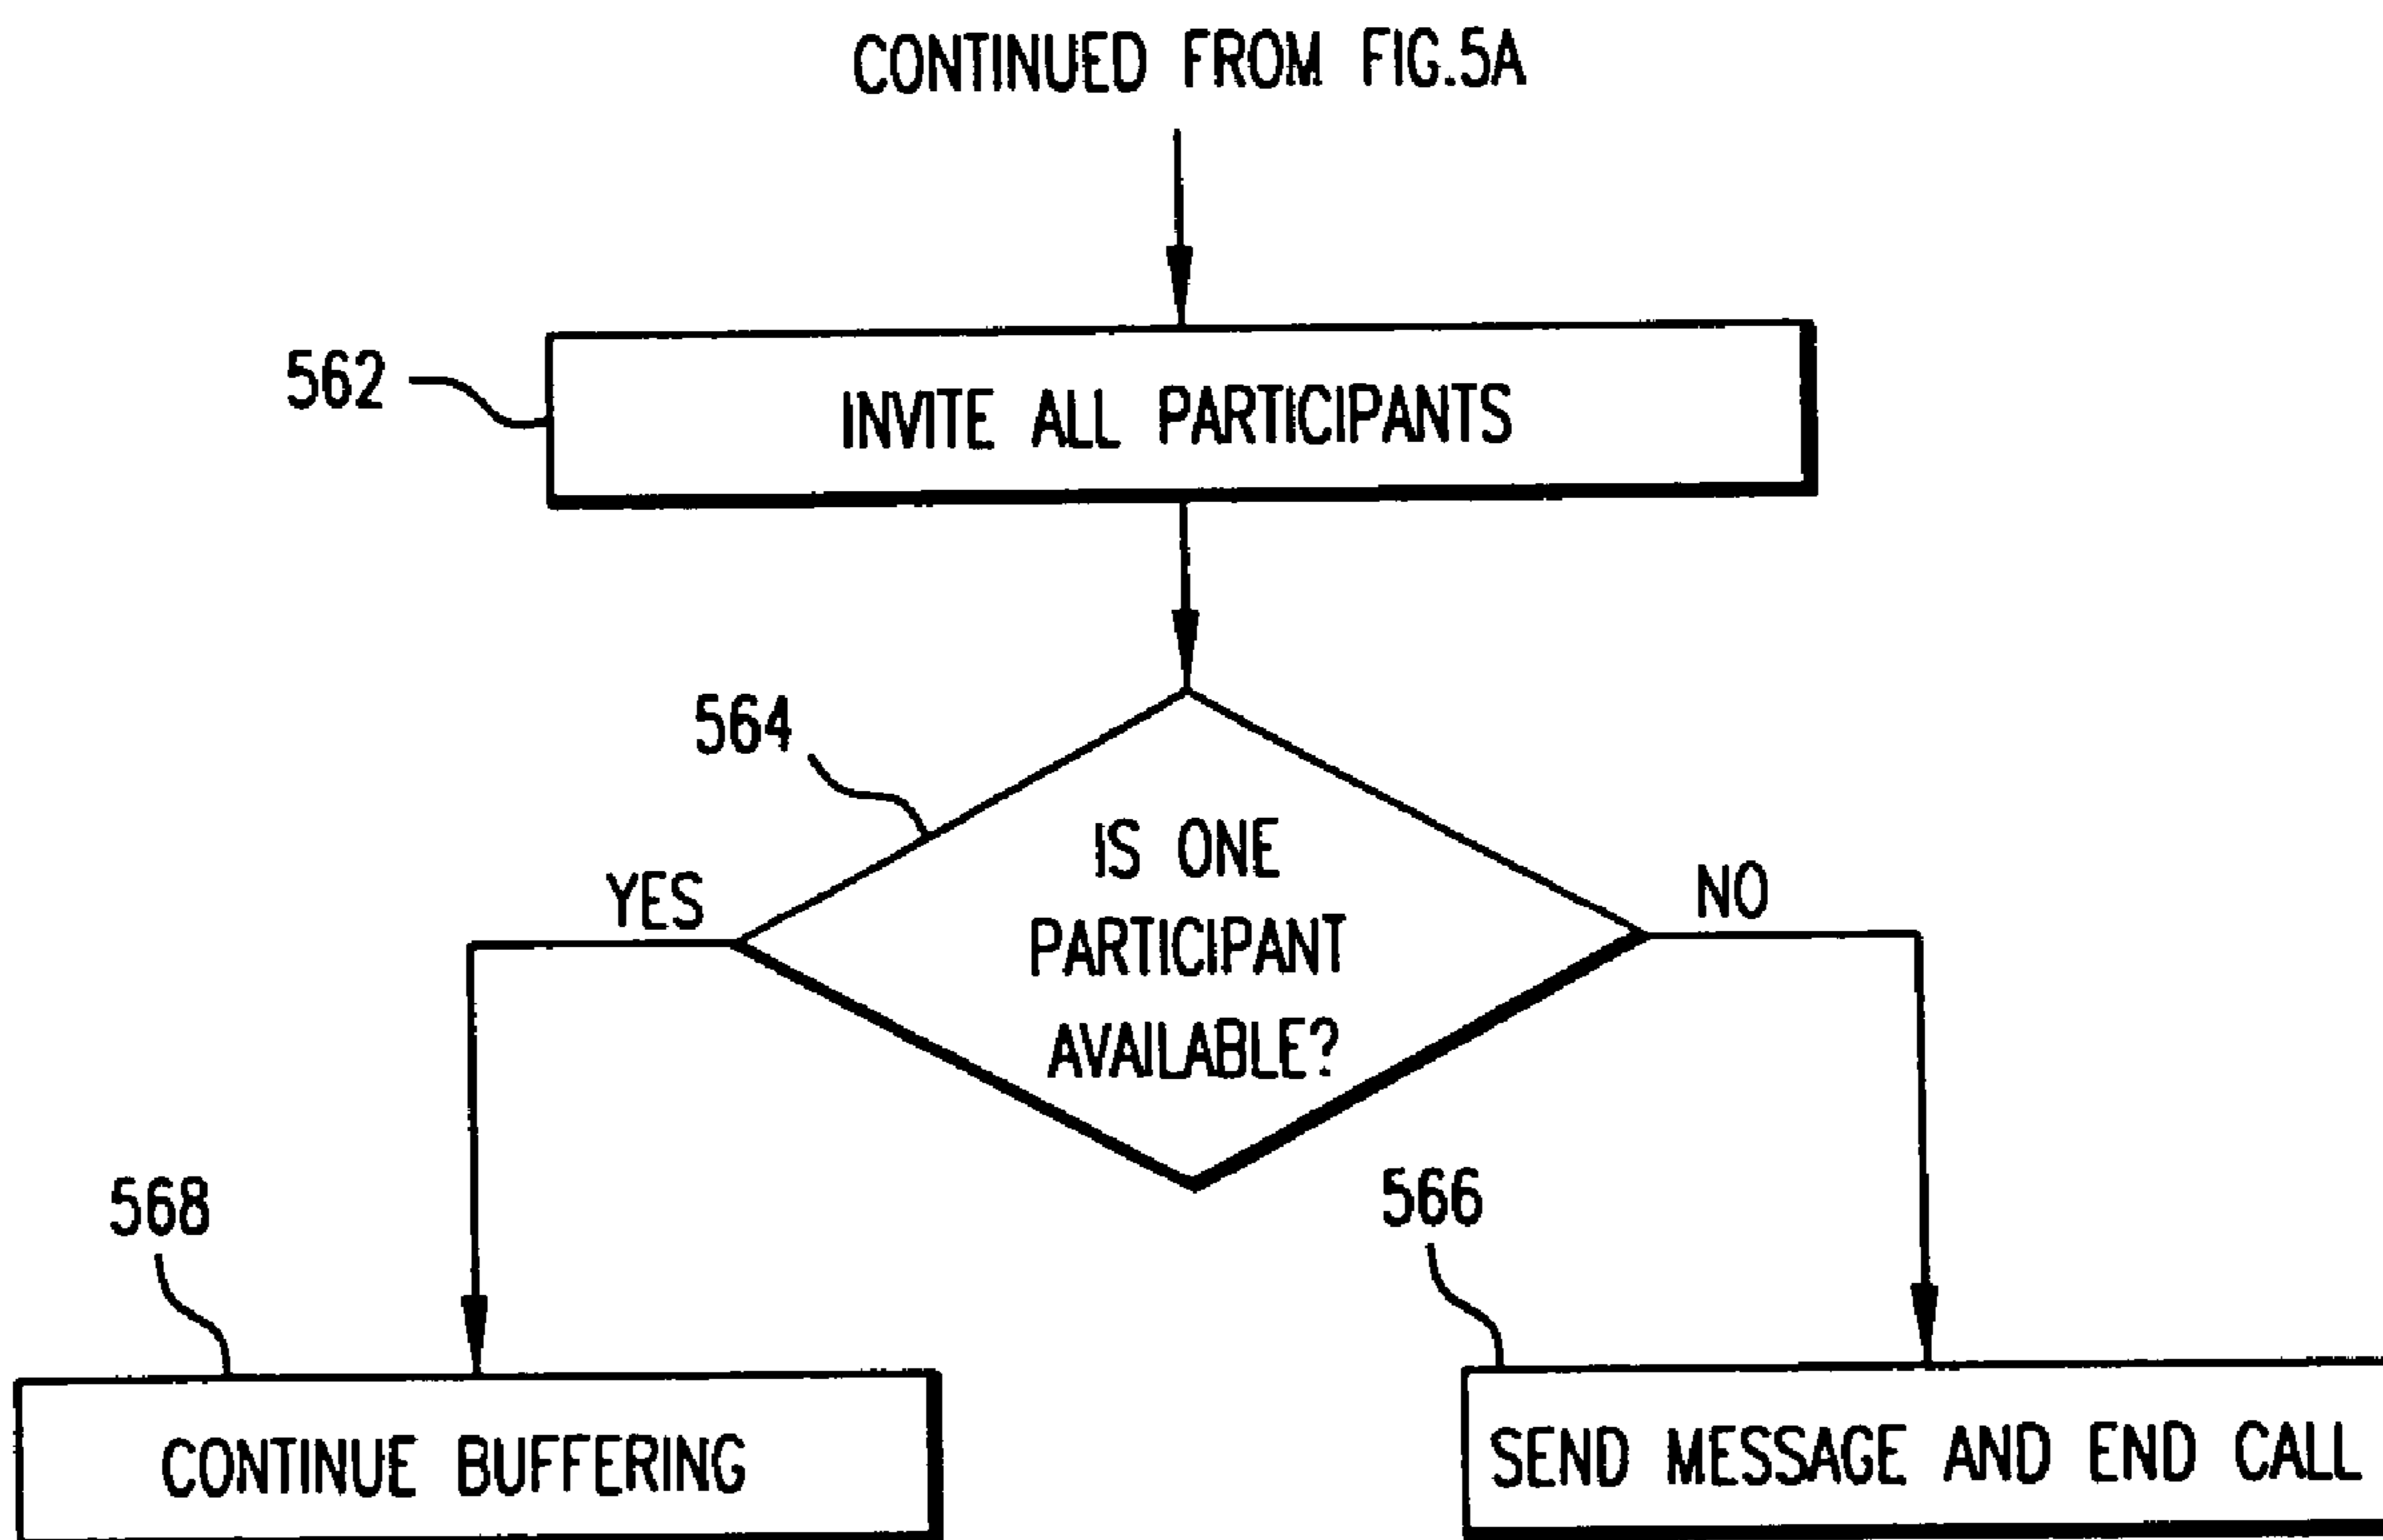 CONTINUED FROM FIG.5A
562
INVITE ALL PARTICIPANTS
564
IS ONE
PARTICIPANT
AVAILABLE?
YES
NO
568
566
CONTINUE BUFFERING
SEND MESSAGE AND END CALL